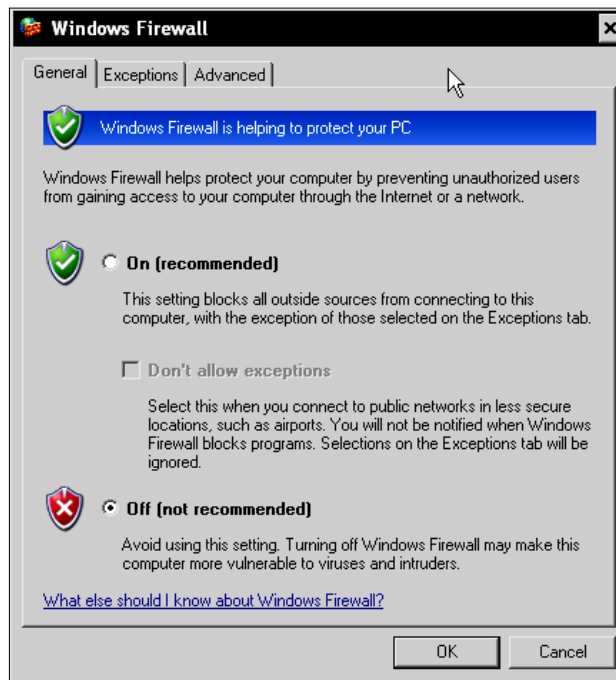 Windows Firewall
General Exceptions Advanced
Windows Firewall is helping to protect your PC
Windows Firewall helps protect your computer by preventing unauthorized users
from gaining access to your computer through the Internet or a network.
On (recommended)
This setting blocks all outside sources from connecting to this
computer, with the exception of those selected on the Exceptions tab.
Don't allow exceptions
Select this when you connect to public networks in less secure
locations, such as airports. You will not be notified when Windows
Firewall blocks programs. Selections on the Exceptions tab will be
ignored.
Off (not recommended)
Avoid using this setting. Turning off Windows Firewall may make this
computer more vulnerable to viruses and intruders.
What else should I know about Windows Firewall?
OK Cancel